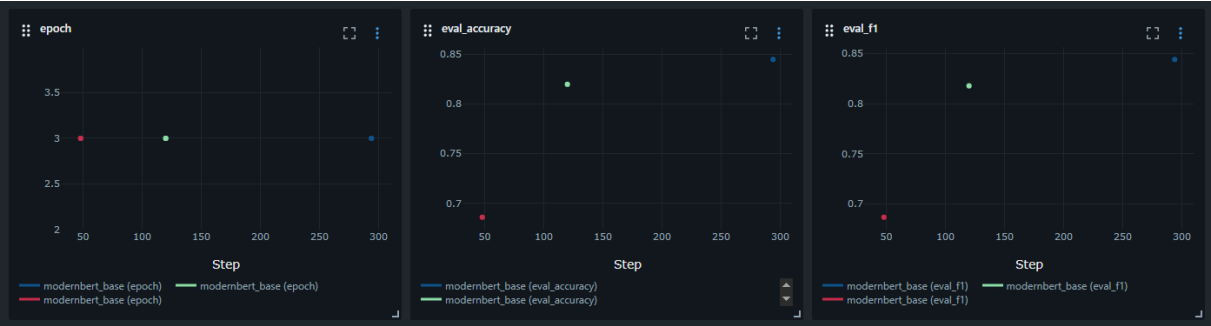 epoch
3.5
3
2.5
2
50 100 150 200 250 300
Step
modernbert_base (epoch) modernbert_base (epoch)
modernbert_base (epoch)
eval_accuracy
0.85
0.8
0.75
0.7
50 100 150 200 250 300
Step
modernbert_base (eval_accuracy)
modernbert_base (eval_accuracy)
eval_f1
0.85
0.8
0.75
0.7
50 100 150 200 250 300
Step
modernbert_base (eval_f1) modernbert_base (eval_f1)
modernbert_base (eval_f1)